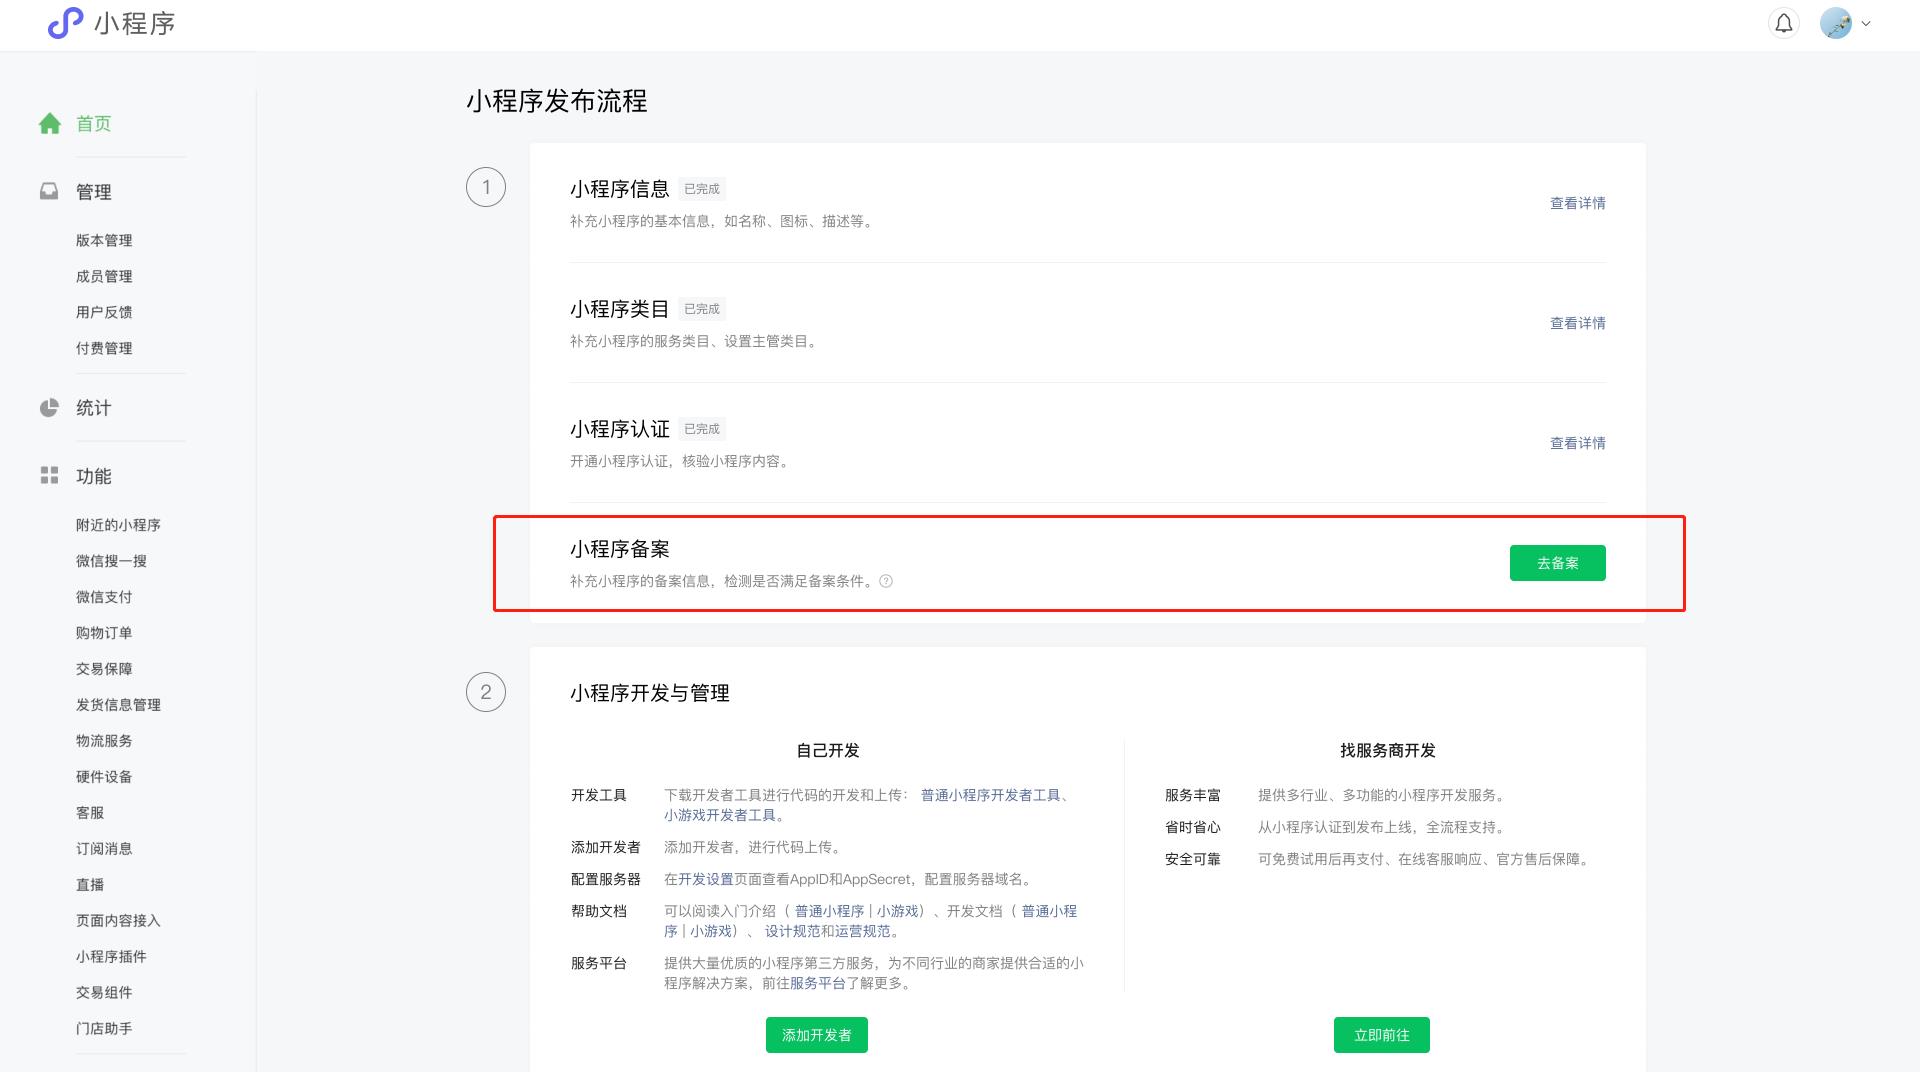 小程序
首页
管理
版本管理
成员管理
用户反馈
付费管理
统计
功能
附近的小程序
微信搜一搜
微信支付
购物订单
交易保障
发货信息管理
物流服务
硬件设备
客服
订阅消息
直播
页面内容接入
小程序插件
交易组件
门店助手
小程序发布流程
1
小程序信息 已完成
补充小程序的基本信息，如名称、图标、描述等。
查看详情
小程序类目 已完成
补充小程序的服务类目、设置主管类目。
查看详情
小程序认证 已完成
开通小程序认证，核验小程序内容。
查看详情
小程序备案
补充小程序的备案信息，检测是否满足备案条件。?
去备案
2
小程序开发与管理
自己开发
开发工具 下载开发者工具进行代码的开发和上传： 普通小程序开发者工具、
小游戏开发者工具。
添加开发者 添加开发者，进行代码上传。
配置服务器 在开发设置页面查看AppID和AppSecret，配置服务器域名。
帮助文档 可以阅读入门介绍（ 普通小程序 | 小游戏）、开发文档（ 普通小程
序 | 小游戏）、 设计规范和运营规范。
服务平台 提供大量优质的小程序第三方服务，为不同行业的商家提供合适的小
程序解决方案，前往服务平台了解更多。
添加开发者
找服务商开发
服务丰富 提供多行业、多功能的小程序开发服务。
省时省心 从小程序认证到发布上线，全流程支持。
安全可靠 可免费试用后再支付、在线客服响应、官方售后保障。
立即前往